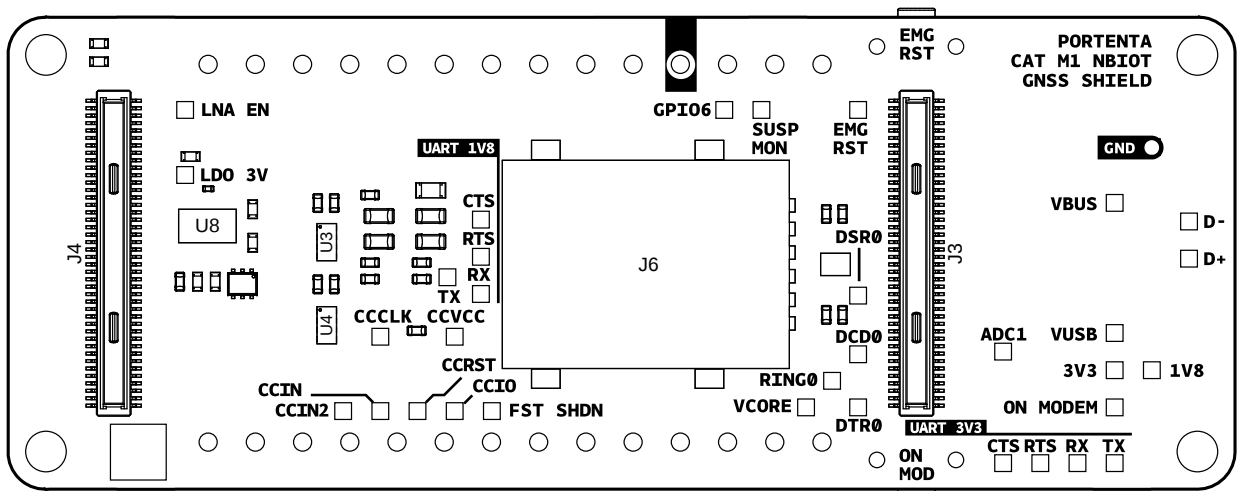 EMG
RST
PORTENTA
CAT M1 NBIOT
GNSS SHIELD
LNA EN
GPIO6
SUSP
MON
EMG
RST
UART 1V8
GND
LDO 3V
CTS
VBUS
U8
U3
D-
RTS
DSR0
J4
J6
J3
D+
RX
TX
CCCLK
CCVCC
U4
DCD0
ADC1
VUSB
CCRST
3V3
1V8
CCIN
CCIO
RING0
CCIN2
FST SHDN
VCORE
ON MODEM
DTR0
UART 3V3
CTS RTS RX TX
ON
MOD